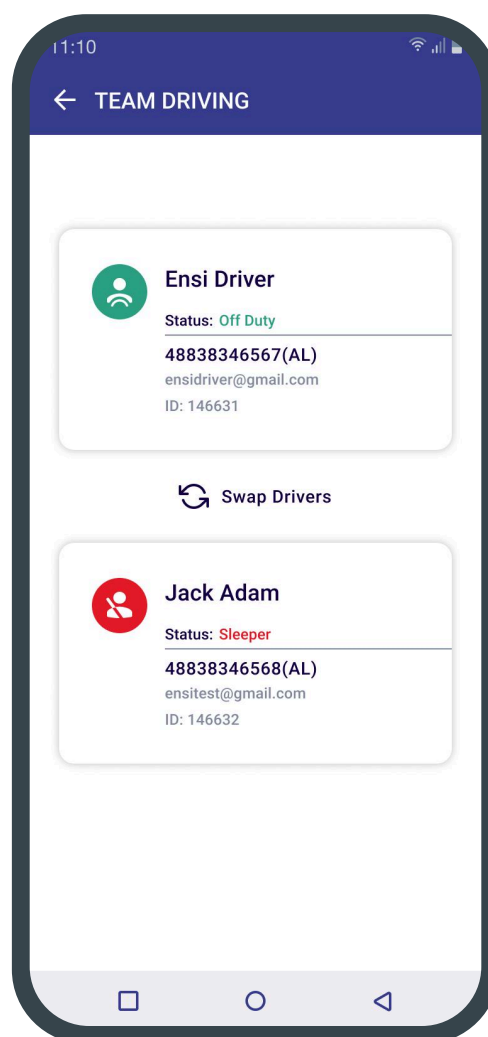 11:10
TEAM DRIVING
Ensi Driver
Status: Off Duty
48838346567(AL)
ensidriver@gmail.com
ID: 146631
Swap Drivers
Jack Adam
Status: Sleeper
48838346568(AL)
ensitest@gmail.com
ID: 146632